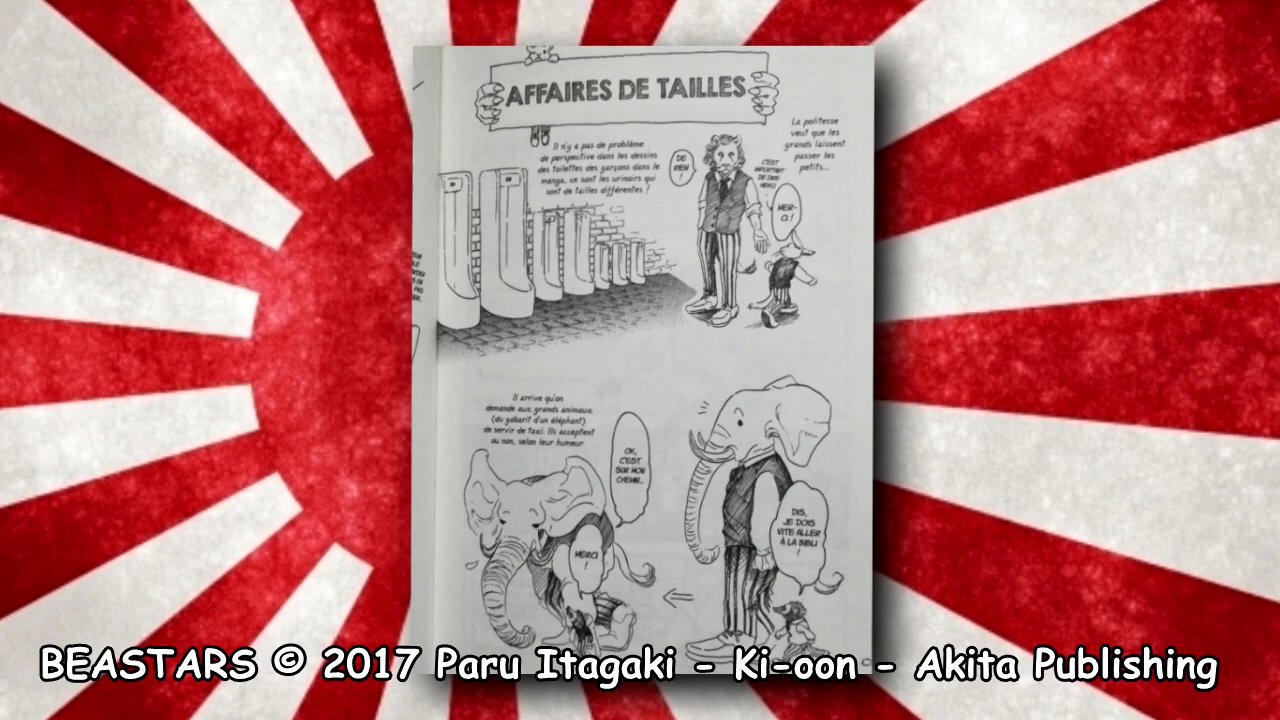 AFFAIRES DE TAILLES
Il n'y a pas de problème
de perspective dans les dessins
des toilettes des garçons dans le
manga, ce sont les urinoirs qui
sont de tailles différentes !
DE
RIEN
!
La politesse
veut que les
grands laissent
passer les
petits...
C'EST
IMPORTANT
DE DIRE
MERCI
MER-
CI !
Il arrive qu'on
demande aux grands animaux
(du gabarit d'un éléphant)
de servir de taxi. Ils acceptent
ou non, selon leur humeur.
OK,
C'EST
SUR MON
CHEMIN...
MERCI
!
DIS,
JE DOIS
VITE ALLER
À LA BIBLI
!
BEASTARS © 2017 Paru Itagaki - Ki-oon - Akita Publishing